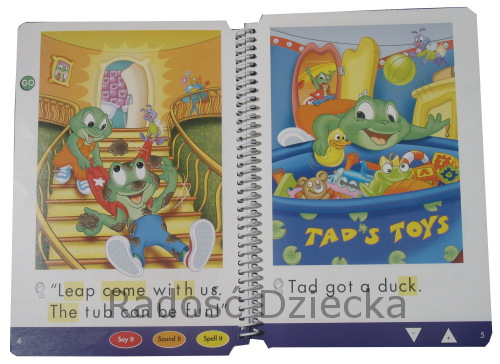 GO
"Leap come with us.
The tub can be fun!"
4
Say It
Sound It
Spell It
TAD'S TOYS
Tad got a duck.
5
Radość Dziecka